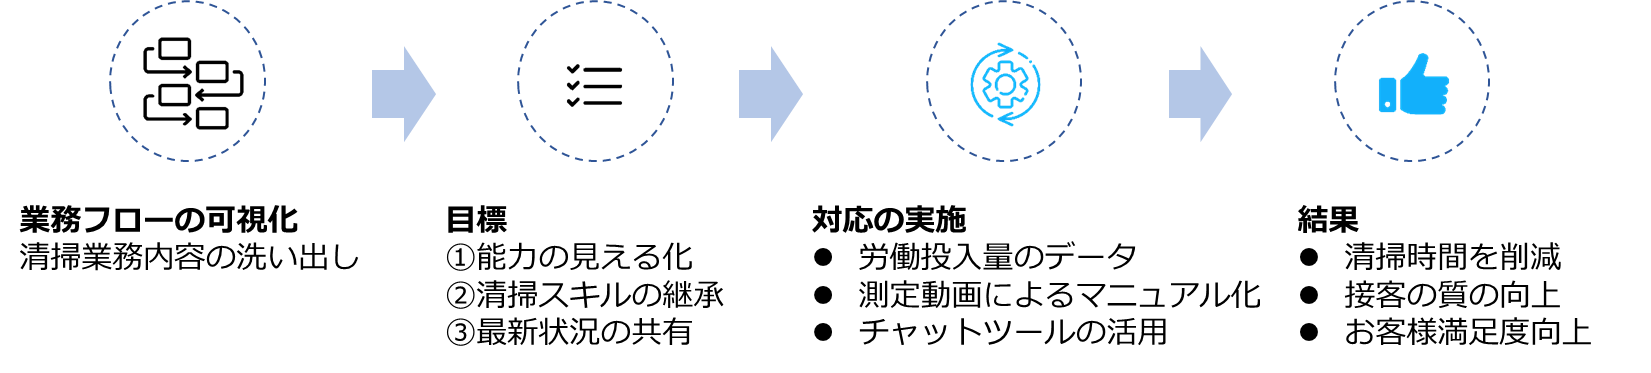 業務フローの可視化
清掃業務内容の洗い出し
目標
①能力の見える化
②清掃スキルの継承
③最新状況の共有
対応の実施
● 労働投入量のデータ
● 測定動画によるマニュアル化
● チャットツールの活用
結果
● 清掃時間を削減
● 接客の質の向上
● お客様満足度向上